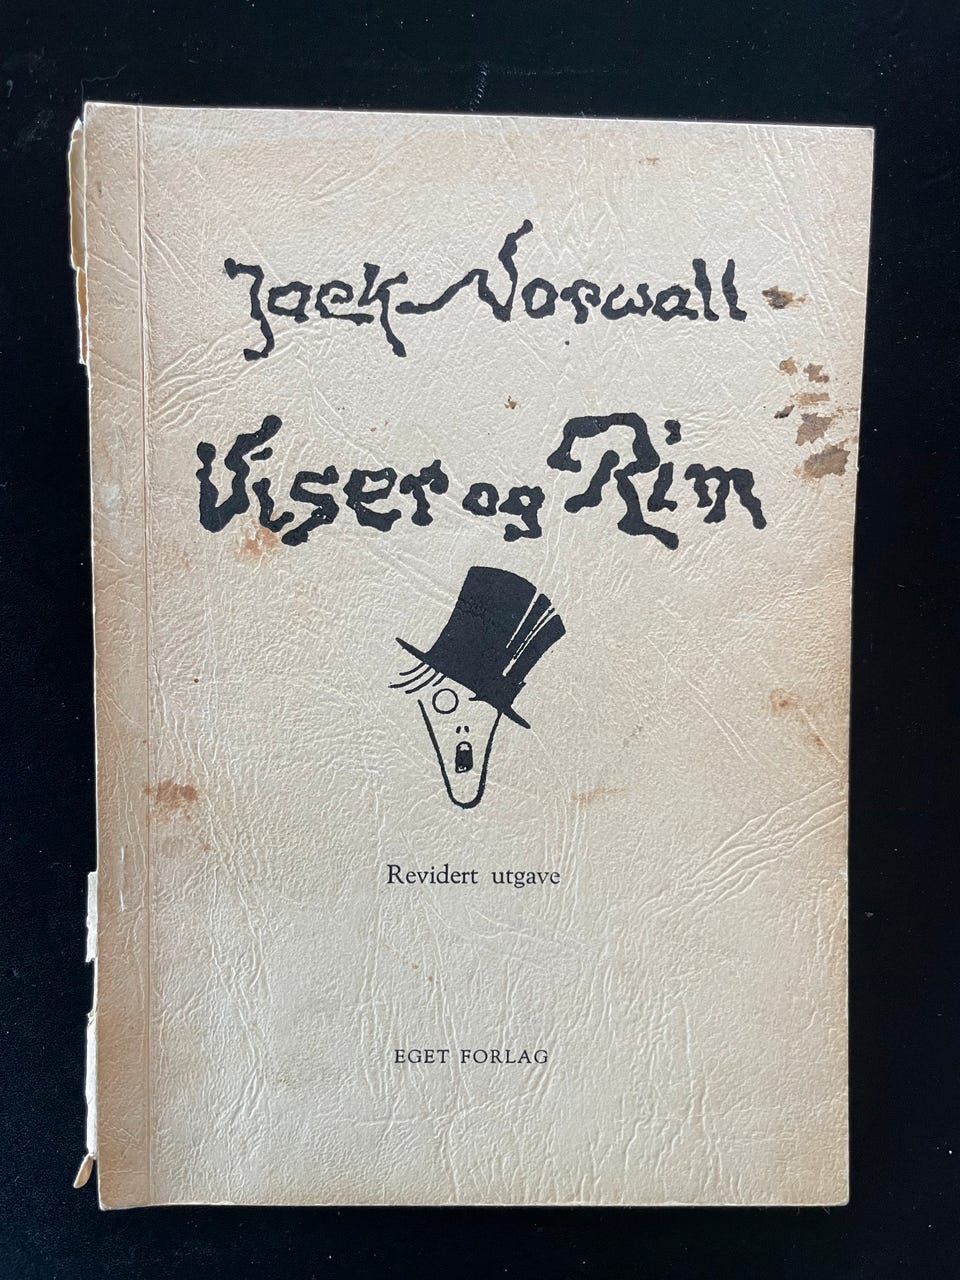 Jack Norwall
Viser og Rim
Revidert utgave
EGET FORLAG